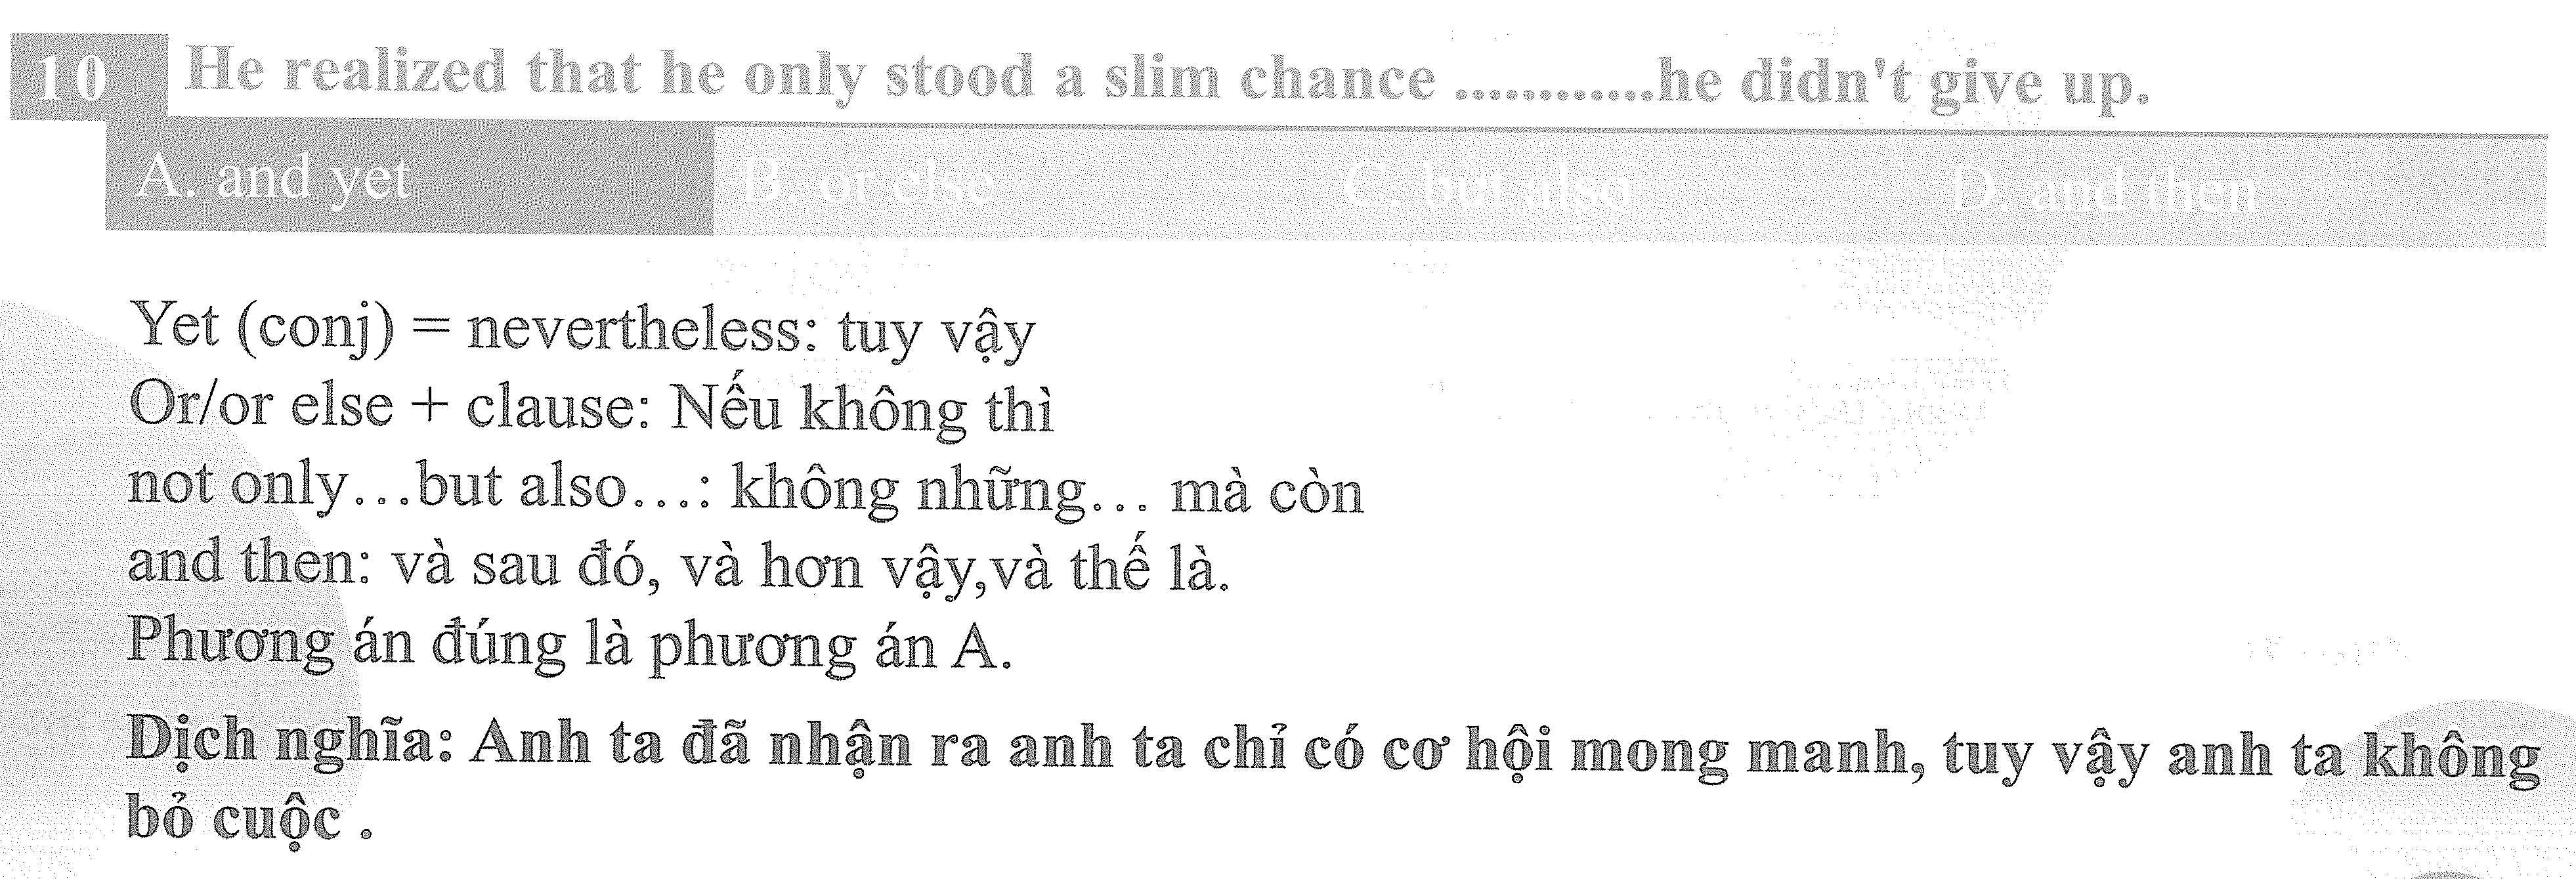 10 He realized that he only stood a slim chance ............he didn't give up.
A. and yet B. or else C. but also D. and then
Yet (conj) = nevertheless: tuy vậy
Or/or else + clause: Nếu không thì
not only…but also…: không những… mà còn
and then: và sau đó, và hơn vậy,và thế là.
Phương án đúng là phương án A.
Dịch nghĩa: Anh ta đã nhận ra anh ta chỉ có cơ hội mong manh, tuy vậy anh ta không
bỏ cuộc .